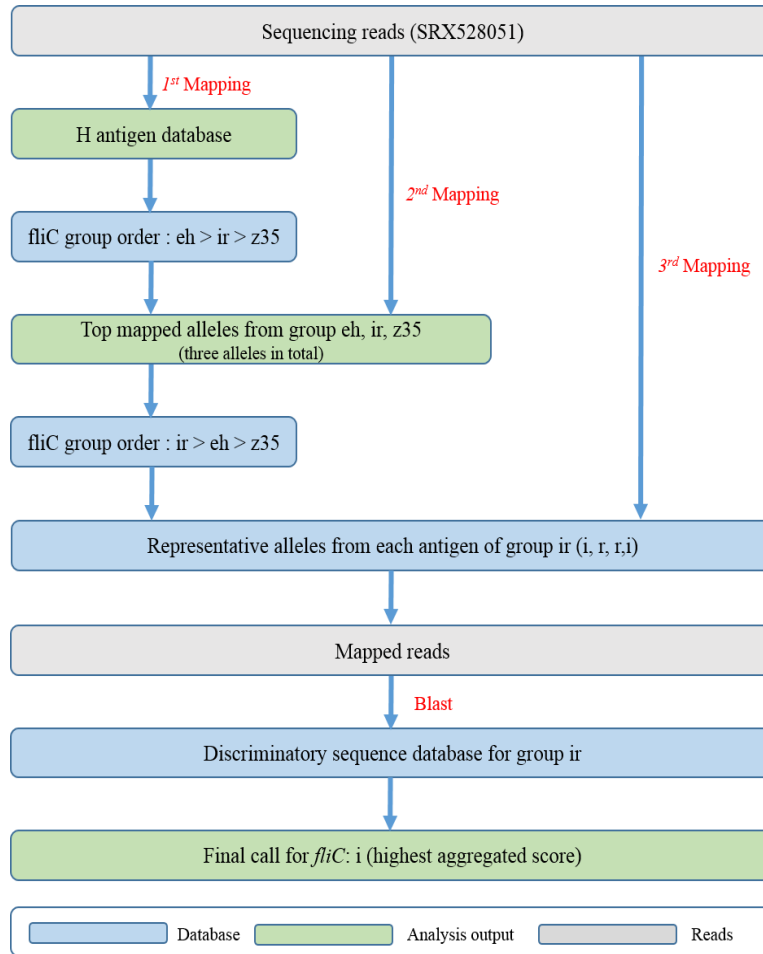 Sequencing reads (SRX528051)
1st Mapping
H antigen database
2nd Mapping
fliC group order : eh > ir > z35
3rd Mapping
Top mapped alleles from group eh, ir, z35
(three alleles in total)
fliC group order : ir > eh > z35
Representative alleles from each antigen of group ir (i, r, r,i)
Mapped reads
Blast
Discriminatory sequence database for group ir
Final call for fliC: i (highest aggregated score)
Database
Analysis output
Reads